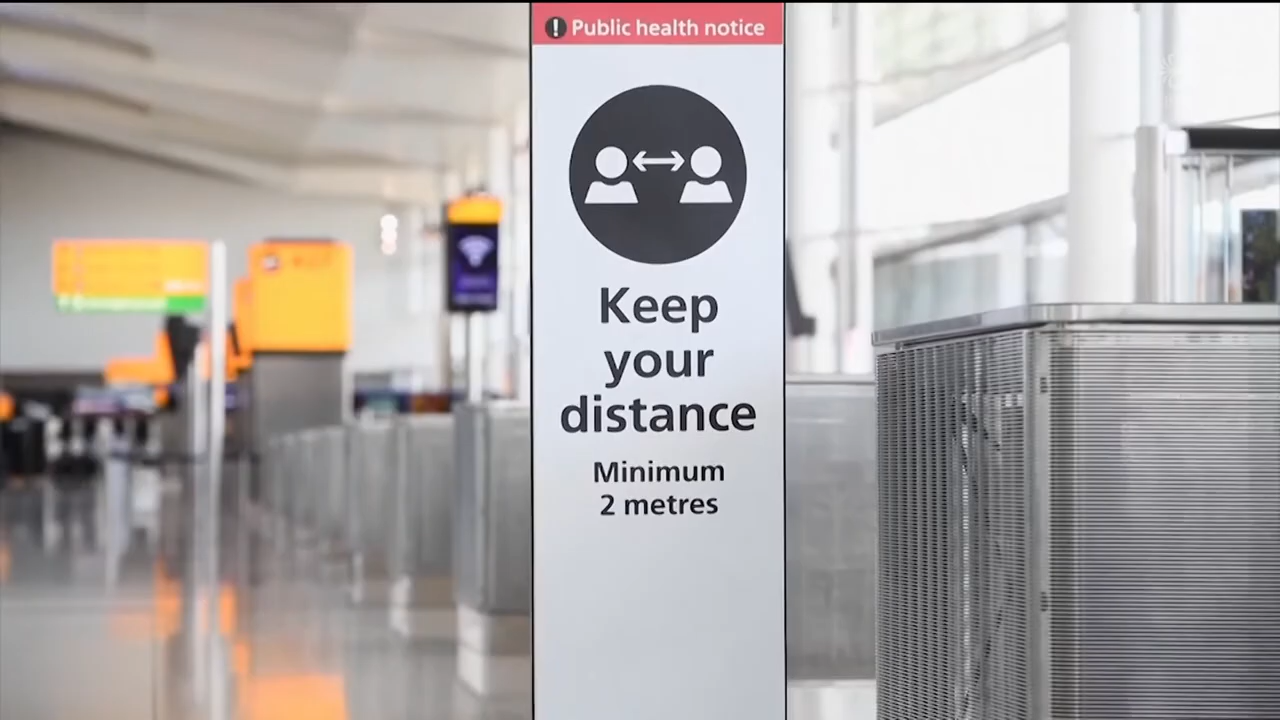 Public health notice
Keep
your
distance
Minimum
2 metres